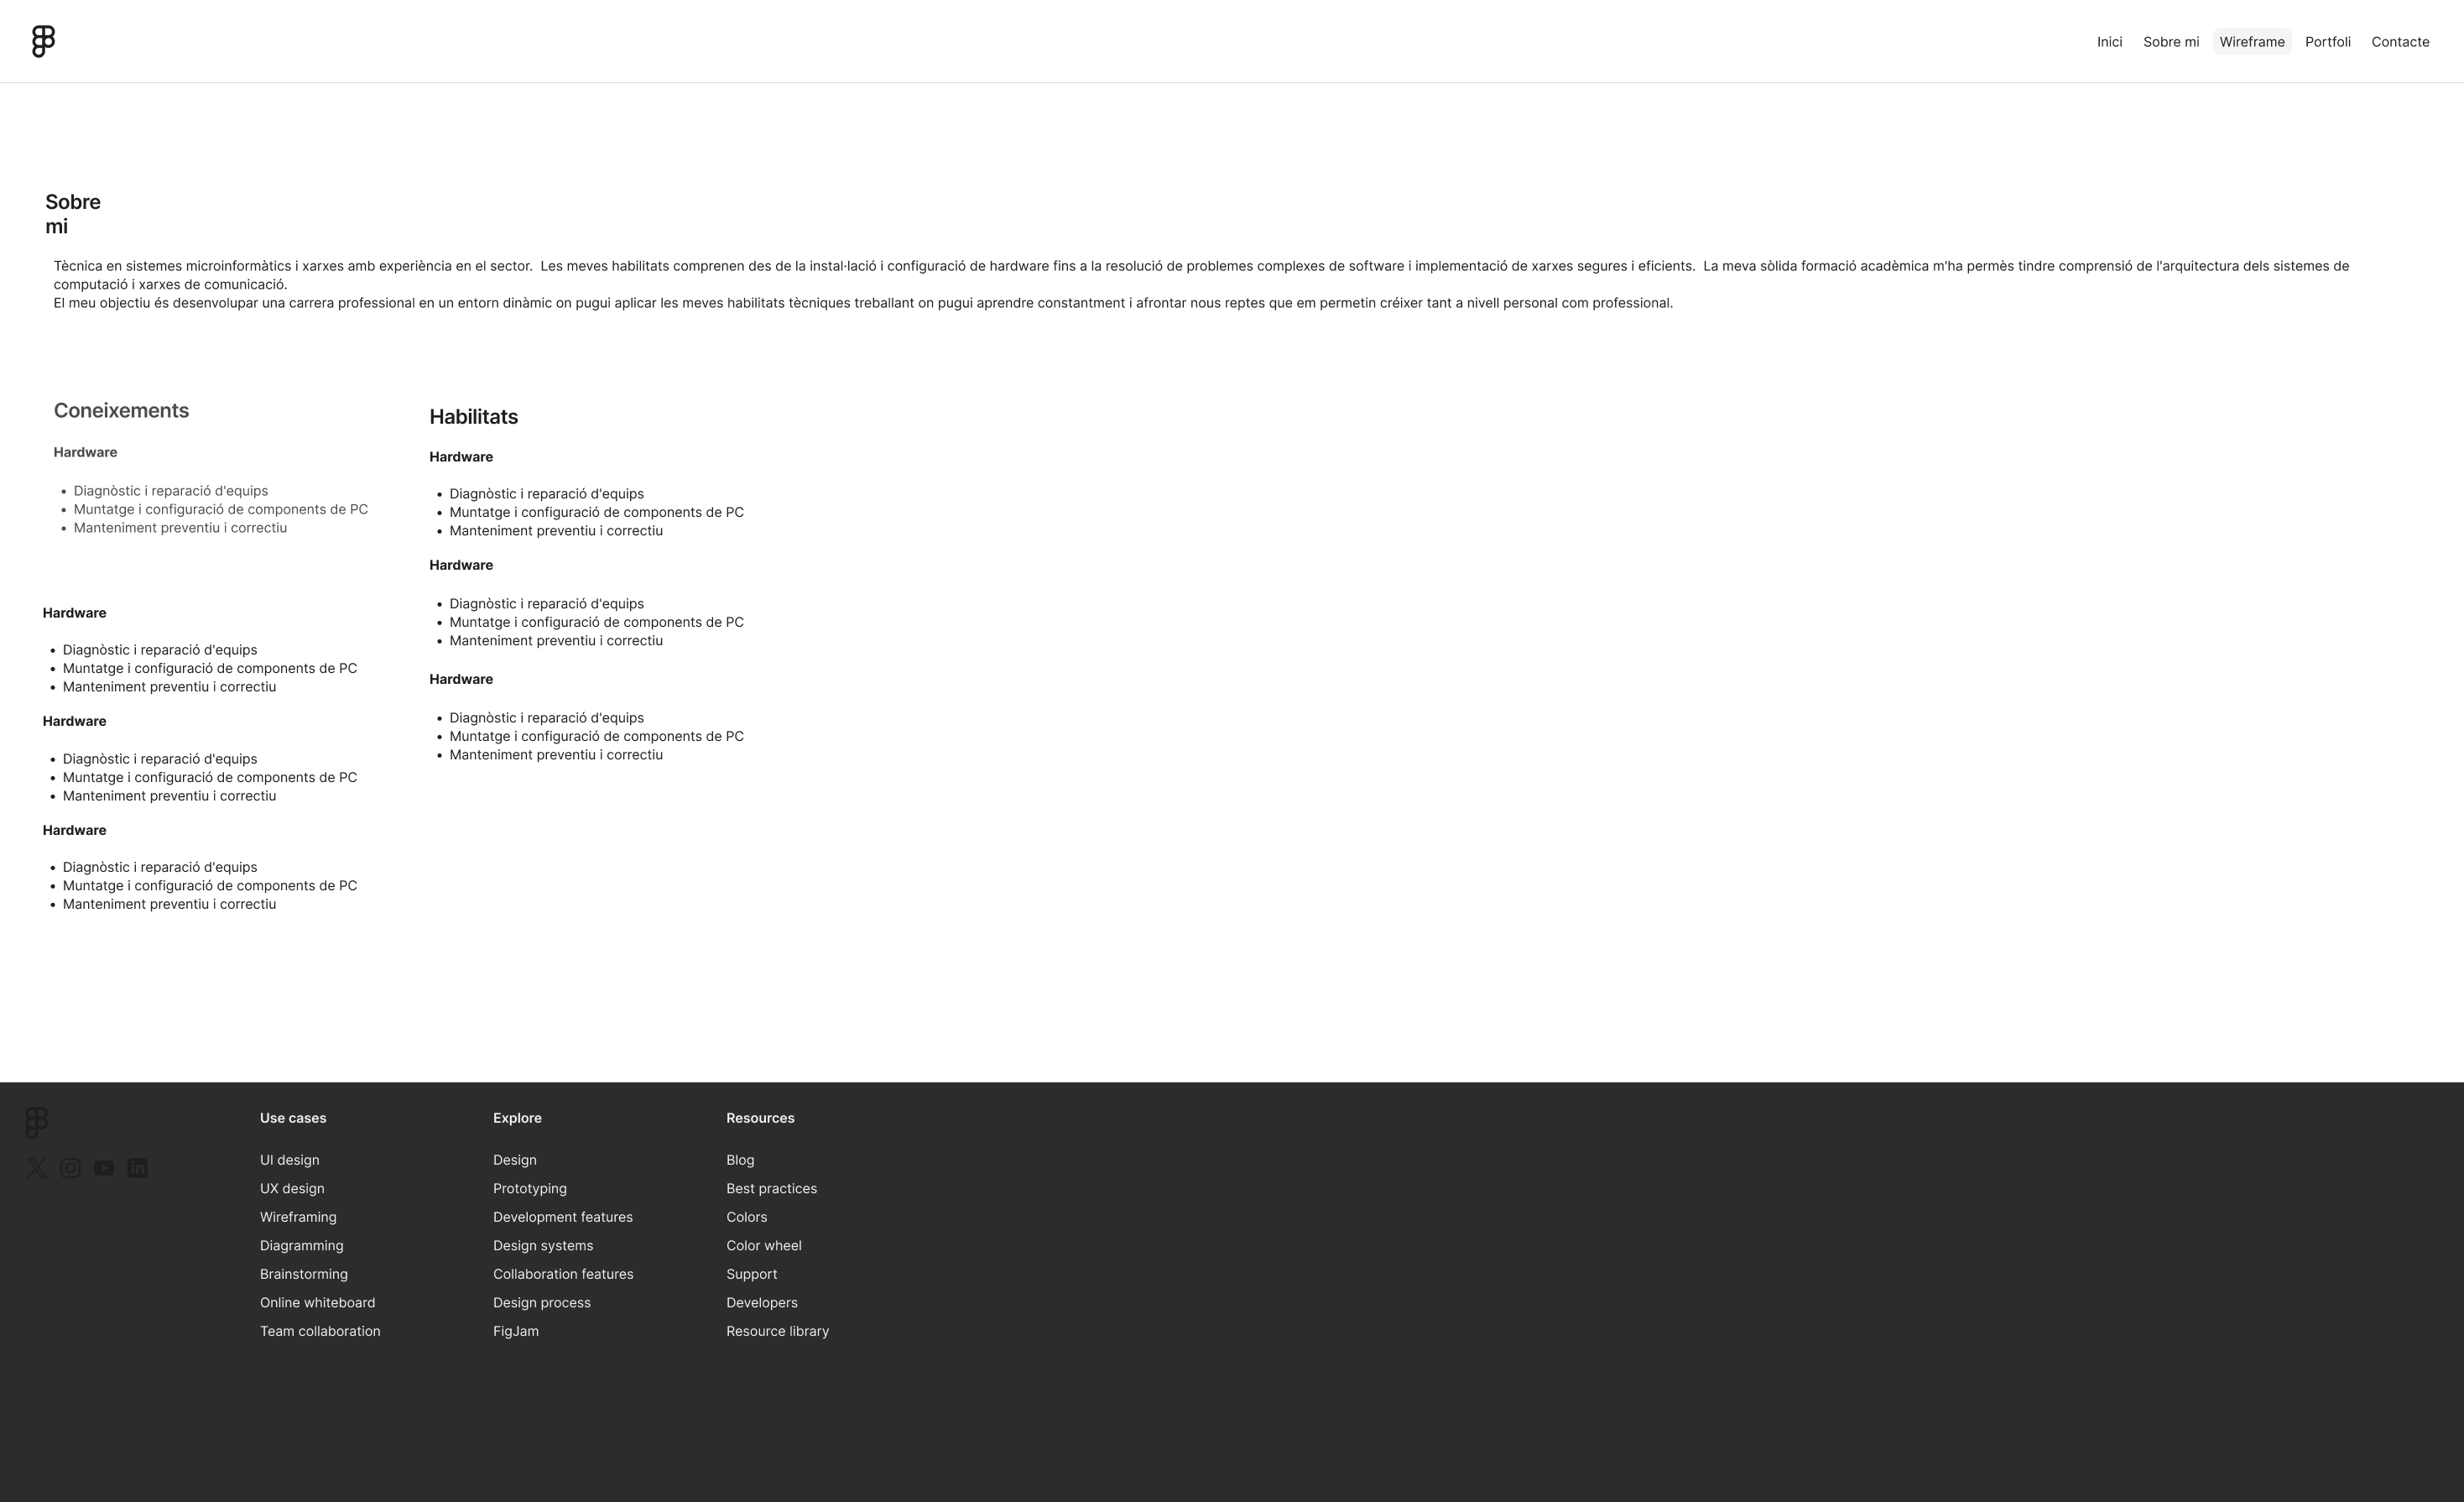 Inici Sobre mi Wireframe Portfoli Contacte
Sobre
mi
Tècnica en sistemes microinformàtics i xarxes amb experiència en el sector.  Les meves habilitats comprenen des de la instal·lació i configuració de hardware fins a la resolució de problemes complexes de software i implementació de xarxes segures i eficients.  La meva sòlida formació acadèmica m'ha permès tindre comprensió de l'arquitectura dels sistemes de
computació i xarxes de comunicació.
El meu objectiu és desenvolupar una carrera professional en un entorn dinàmic on pugui aplicar les meves habilitats tècniques treballant on pugui aprendre constantment i afrontar nous reptes que em permetin créixer tant a nivell personal com professional.
Coneixements
Hardware
• Diagnòstic i reparació d'equips
• Muntatge i configuració de components de PC
• Manteniment preventiu i correctiu
Hardware
• Diagnòstic i reparació d'equips
• Muntatge i configuració de components de PC
• Manteniment preventiu i correctiu
Hardware
• Diagnòstic i reparació d'equips
• Muntatge i configuració de components de PC
• Manteniment preventiu i correctiu
Hardware
• Diagnòstic i reparació d'equips
• Muntatge i configuració de components de PC
• Manteniment preventiu i correctiu
Habilitats
Hardware
• Diagnòstic i reparació d'equips
• Muntatge i configuració de components de PC
• Manteniment preventiu i correctiu
Hardware
• Diagnòstic i reparació d'equips
• Muntatge i configuració de components de PC
• Manteniment preventiu i correctiu
Hardware
• Diagnòstic i reparació d'equips
• Muntatge i configuració de components de PC
• Manteniment preventiu i correctiu
Use cases
UI design
UX design
Wireframing
Diagramming
Brainstorming
Online whiteboard
Team collaboration
Explore
Design
Prototyping
Development features
Design systems
Collaboration features
Design process
FigJam
Resources
Blog
Best practices
Colors
Color wheel
Support
Developers
Resource library